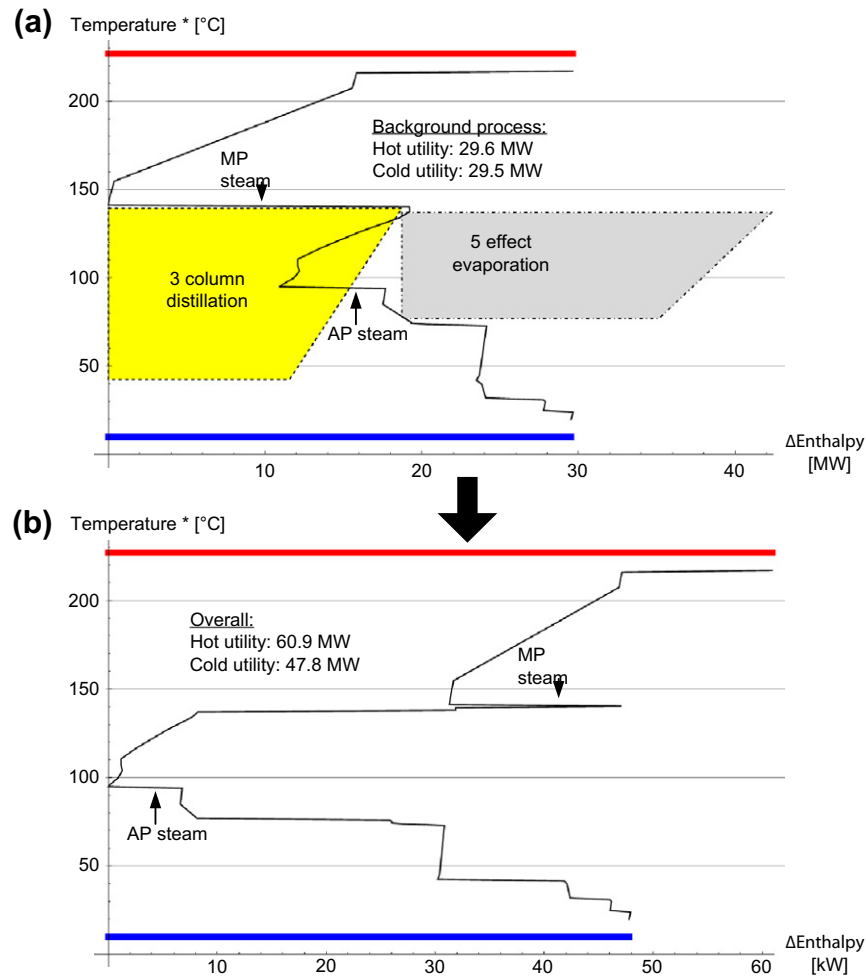 (a)
Temperature * [°C]
200
Background process:
Hot utility: 29.6 MW
Cold utility: 29.5 MW
MP
steam
150
5 effect
evaporation
100
3 column
distillation
AP steam
50
ΔEnthalpy
[MW]
10
20
30
40
(b)
Temperature * [°C]
200
Overall:
Hot utility: 60.9 MW
Cold utility: 47.8 MW
MP
steam
150
100
AP steam
50
ΔEnthalpy
[kW]
10
20
30
40
50
60